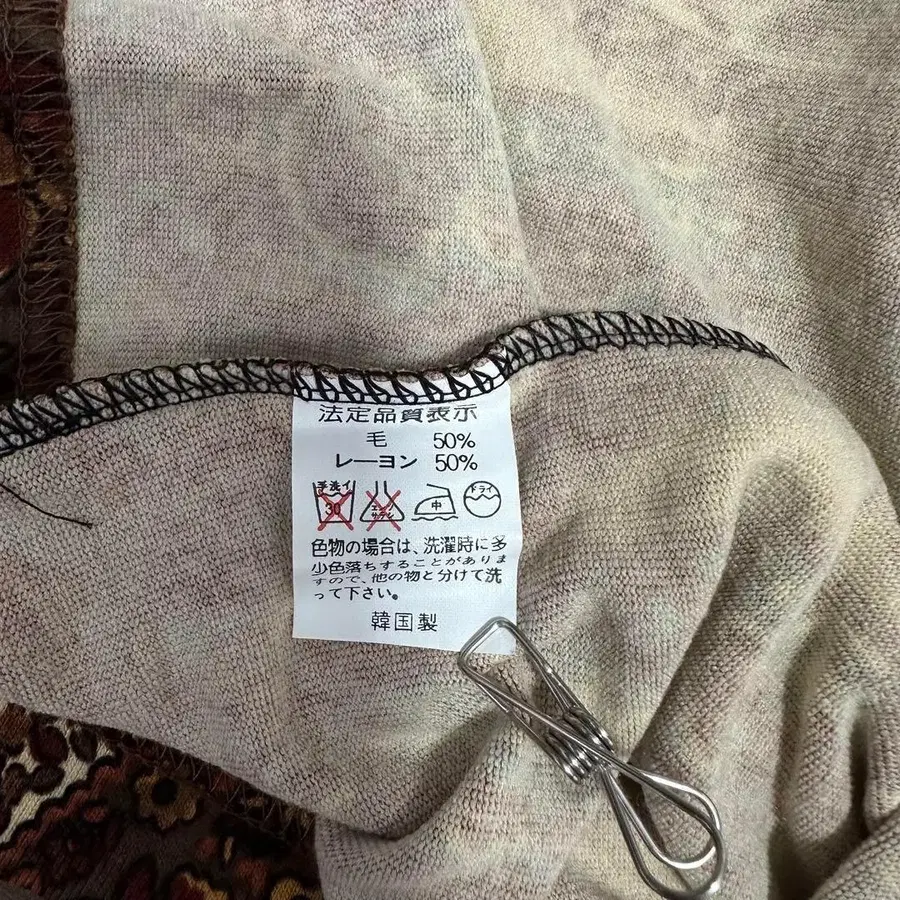 法定品質表示
毛 50%
レーヨン 50%
手洗イ 30 エンソサラシ 中 ドライ
色物の場合は、洗濯時に多
少色落ちすることがありま
すので、他の物と分けて洗
って下さい。
韓国製